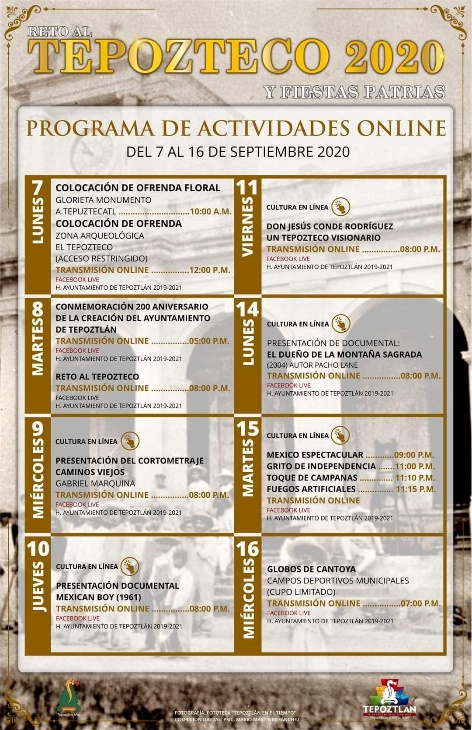 RETO AL
TEPOZTECO 2020
Y FIESTAS PATRIAS
PROGRAMA DE ACTIVIDADES ONLINE
DEL 7 AL 16 DE SEPTIEMBRE 2020
LUNES 7
COLOCACIÓN DE OFRENDA FLORAL
GLORIETA MONUMENTO
A TEPUZTECATL ........................10:00 A.M.
COLOCACIÓN DE OFRENDA
ZONA ARQUEOLÓGICA
EL TEPOZTECO
(ACCESO RESTRINGIDO)
TRANSMISIÓN ONLINE .............12:00 P.M.
FACEBOOK LIVE
H. AYUNTAMIENTO DE TEPOZTLÁN 2019-2021
MARTES 8
CONMEMORACIÓN 200 ANIVERSARIO
DE LA CREACIÓN DEL AYUNTAMIENTO
DE TEPOZTLÁN
TRANSMISIÓN ONLINE .............05:00 P.M.
FACEBOOK LIVE
H. AYUNTAMIENTO DE TEPOZTLÁN 2019-2021
RETO AL TEPOZTECO
TRANSMISIÓN ONLINE .............08:00 P.M.
FACEBOOK LIVE
H. AYUNTAMIENTO DE TEPOZTLÁN 2019-2021
MIÉRCOLES 9
CULTURA EN LÍNEA
PRESENTACIÓN DEL CORTOMETRAJE
CAMINOS VIEJOS
GABRIEL MARQUINA
TRANSMISIÓN ONLINE .............08:00 P.M.
FACEBOOK LIVE
H. AYUNTAMIENTO DE TEPOZTLÁN 2019-2021
JUEVES 10
CULTURA EN LÍNEA
PRESENTACIÓN DOCUMENTAL
MEXICAN BOY (1961)
TRANSMISIÓN ONLINE .............08:00 P.M.
FACEBOOK LIVE
H. AYUNTAMIENTO DE TEPOZTLÁN 2019-2021
VIERNES 11
CULTURA EN LÍNEA
DON JESÚS CONDE RODRÍGUEZ
UN TEPOZTECO VISIONARIO
TRANSMISIÓN ONLINE .............08:00 P.M.
FACEBOOK LIVE
H. AYUNTAMIENTO DE TEPOZTLÁN 2019-2021
LUNES 14
CULTURA EN LÍNEA
PRESENTACIÓN DE DOCUMENTAL:
EL DUEÑO DE LA MONTAÑA SAGRADA
(2004) AUTOR PACHO LANE
TRANSMISIÓN ONLINE .............08:00 P.M.
FACEBOOK LIVE
H. AYUNTAMIENTO DE TEPOZTLÁN 2019-2021
MARTES 15
CULTURA EN LÍNEA
MEXICO ESPECTACULAR ..........09:00 P.M.
GRITO DE INDEPENDENCIA ......11:00 P.M.
TOQUE DE CAMPANAS ............11:10 P.M.
FUEGOS ARTIFICIALES ............11:15 P.M.
TRANSMISIÓN ONLINE
FACEBOOK LIVE
H. AYUNTAMIENTO DE TEPOZTLÁN 2019-2021
MIÉRCOLES 16
GLOBOS DE CANTOYA
CAMPOS DEPORTIVOS MUNICIPALES
(CUPO LIMITADO)
TRANSMISIÓN ONLINE .............07:00 P.M.
FACEBOOK LIVE
H. AYUNTAMIENTO DE TEPOZTLÁN 2019-2021
FOTOGRAFÍA: FOTOTECA "TEPOZTLÁN EN EL TIEMPO"
TEPOZTLAN